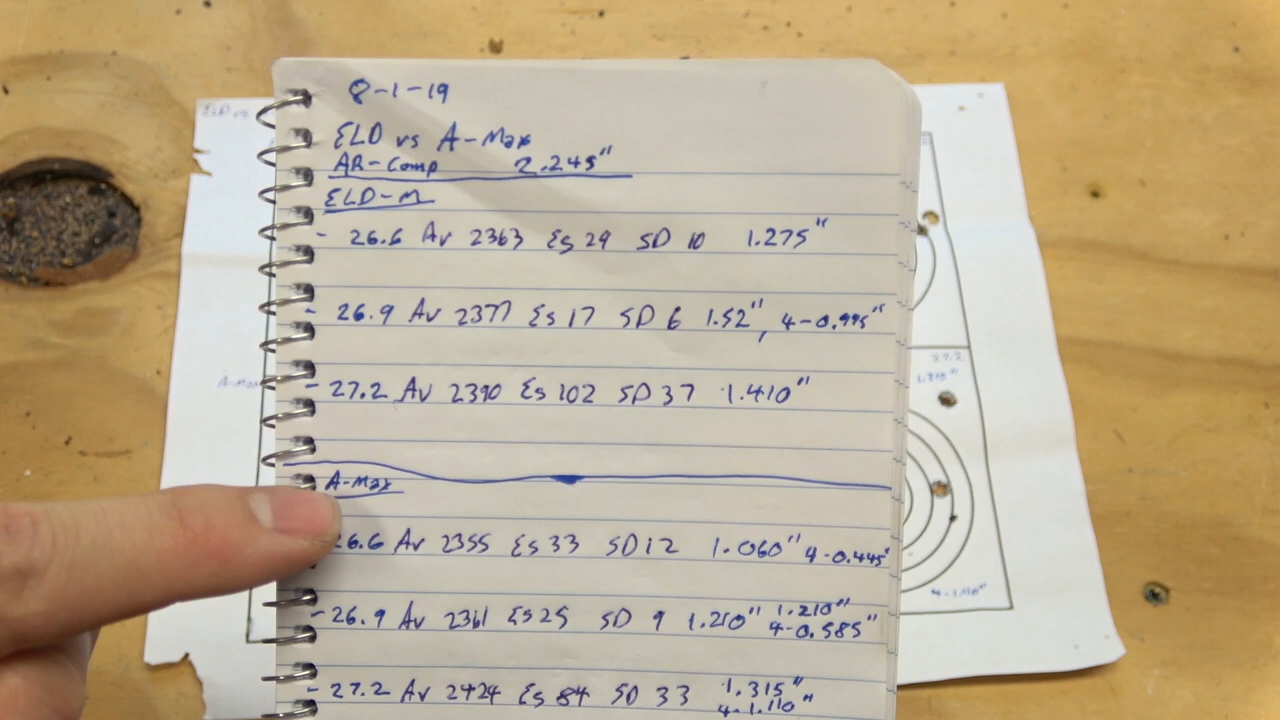 8-1-19
ELD vs A-Max
AR-Comp 2.245"
ELD-M
- 26.6 Av 2363 Es 29 SD 10 1.275"
- 26.9 Av 2377 Es 17 SD 6 1.52", 4-0.995"
- 27.2 Av 2390 Es 102 SD 37 1.410"
A-Max
26.6 Av 2355 Es 33 SD 12 1.060" 4-0.445"
- 26.9 Av 2361 Es 25 SD 9 1.210" 1.210"
4-0.585"
- 27.2 Av 2424 Es 84 SD 33 1.315"
4-1.110"
ELD
A-Max
27.2